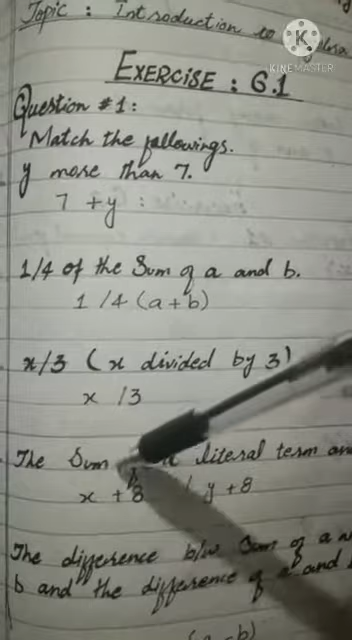 Topic: Introduction to
KINEMASTER
EXERCISE: 6.1
Question #1:
Match the followings.
y more than 7.
7 + y:
1/4 of the Sum of a and b.
1/4 (a+b)
x/3 (x divided by 3)
x /3
The Sum literal term an
x + 8 / y + 8
The difference b/w Sum of a
b and the difference of a and
(a-b)